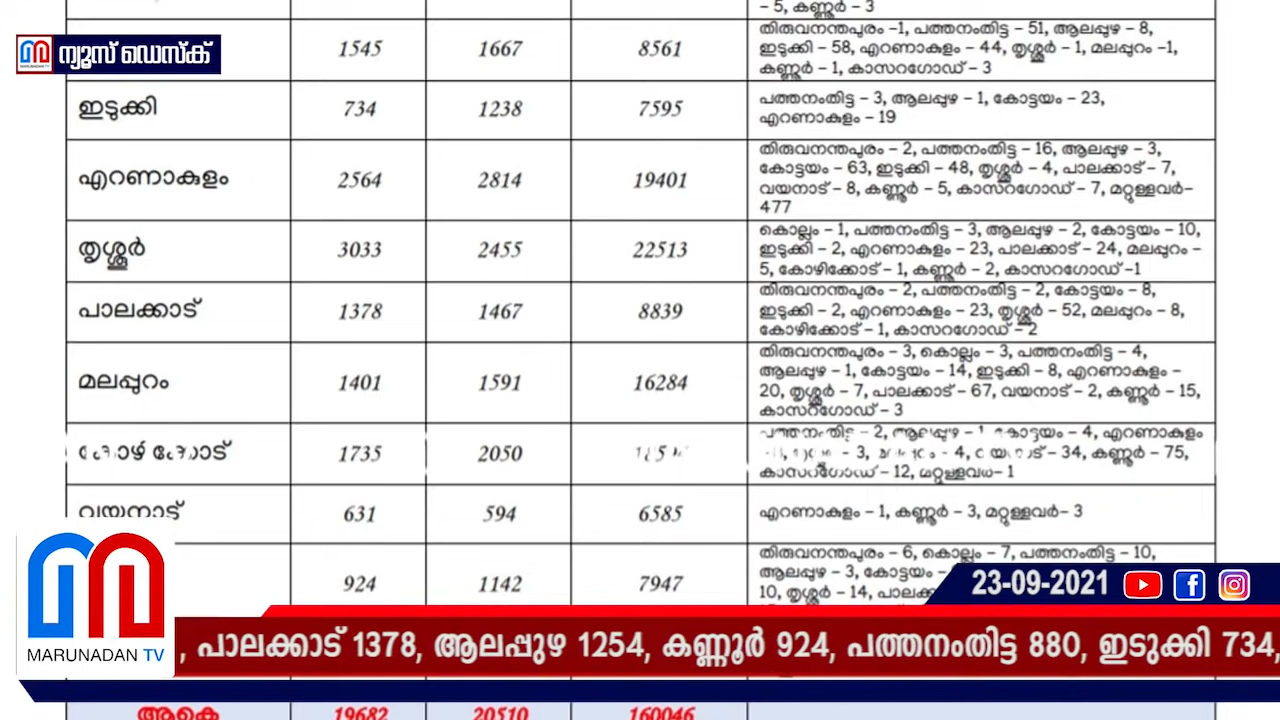 - 5, കണ്ണൂർ - 3
MARUNADAN TV
ന്യൂസ് ഡെസ്ക്
1545 1667 8561
തിരുവനന്തപുരം -1, പത്തനംതിട്ട - 51, ആലപ്പുഴ - 8,
ഇടുക്കി - 58, എറണാകുളം - 44, തൃശ്ശൂർ - 1, മലപ്പുറം -1,
കണ്ണൂർ - 1, കാസറഗോഡ് - 3
ഇടുക്കി 734 1238 7595
പത്തനംതിട്ട - 3, ആലപ്പുഴ - 1, കോട്ടയം - 23,
എറണാകുളം - 19
എറണാകുളം 2564 2814 19401
തിരുവനന്തപുരം - 2, പത്തനംതിട്ട - 16, ആലപ്പുഴ - 3,
കോട്ടയം - 63, ഇടുക്കി - 48, തൃശ്ശൂർ - 4, പാലക്കാട് - 7,
വയനാട് - 8, കണ്ണൂർ - 5, കാസറഗോഡ് - 7, മറ്റുള്ളവർ-
477
തൃശ്ശൂർ 3033 2455 22513
കൊല്ലം - 1, പത്തനംതിട്ട - 3, ആലപ്പുഴ - 2, കോട്ടയം - 10,
ഇടുക്കി - 2, എറണാകുളം - 23, പാലക്കാട് - 24, മലപ്പുറം -
5, കോഴിക്കോട് - 1, കണ്ണൂർ - 2, കാസറഗോഡ് -1
പാലക്കാട് 1378 1467 8839
തിരുവനന്തപുരം - 2, പത്തനംതിട്ട - 2, കോട്ടയം - 8,
ഇടുക്കി - 2, എറണാകുളം - 23, തൃശ്ശൂർ - 52, മലപ്പുറം - 8,
കോഴിക്കോട് - 1, കാസറഗോഡ് - 2
മലപ്പുറം 1401 1591 16284
തിരുവനന്തപുരം - 3, കൊല്ലം - 3, പത്തനംതിട്ട - 4,
ആലപ്പുഴ - 1, കോട്ടയം - 14, ഇടുക്കി - 8, എറണാകുളം -
20, തൃശ്ശൂർ - 7, പാലക്കാട് - 67, വയനാട് - 2, കണ്ണൂർ - 15,
കാസറഗോഡ് - 3
കോഴിക്കോട് 1735 2050
പത്തനംതിട്ട - 2, ആലപ്പുഴ - 1, കോട്ടയം - 4, എറണാകുളം
- 3, - 4, വയനാട് - 34, കണ്ണൂർ - 75,
കാസറഗോഡ് - 12, മറ്റുള്ളവർ- 1
വയനാട് 631 594 6585
എറണാകുളം - 1, കണ്ണൂർ - 3, മറ്റുള്ളവർ- 3
924 1142 7947
തിരുവനന്തപുരം - 6, കൊല്ലം - 7, പത്തനംതിട്ട - 10,
ആലപ്പുഴ - 3, കോട്ടയം -
10, തൃശ്ശൂർ - 14,
23-09-2021
MARUNADAN TV
, പാലക്കാട് 1378, ആലപ്പുഴ 1254, കണ്ണൂർ 924, പത്തനംതിട്ട 880, ഇടുക്കി 734,
ആകെ 19682 20510 160046